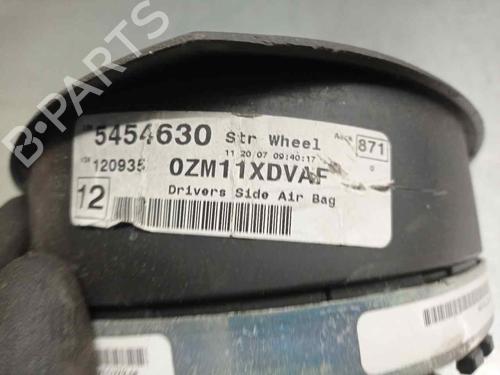 B-PARTS
5454630 Str Wheel 871
11 20/07 09:40:17
120935 0ZM11XDVAF
12 Drivers Side Air Bag